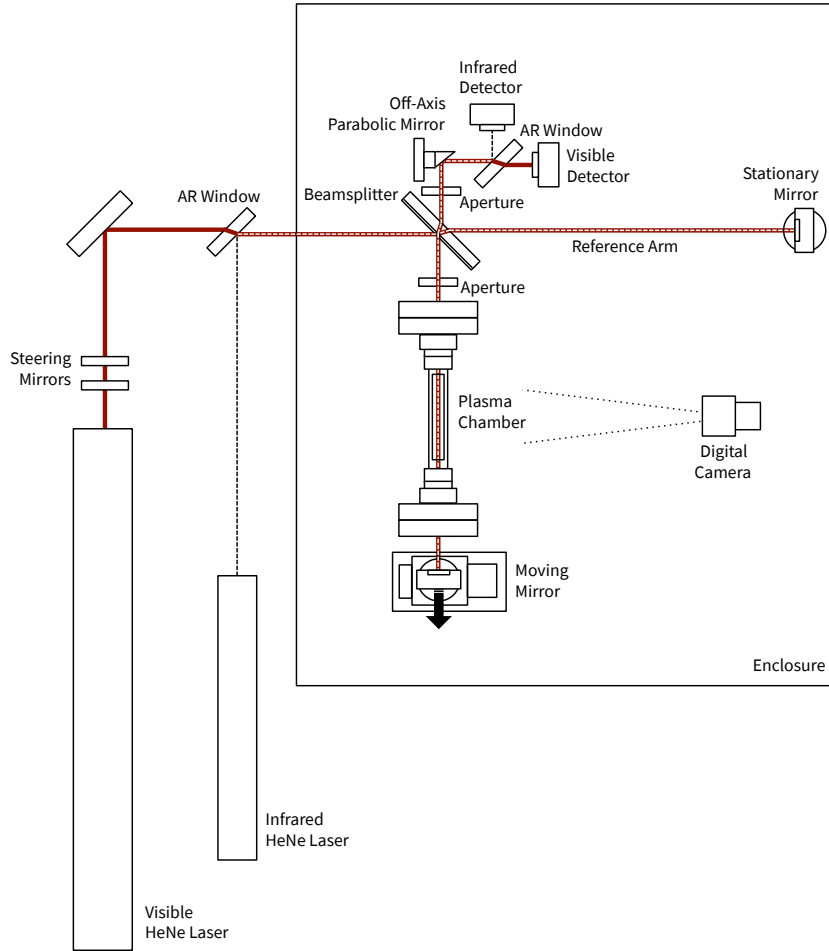 Infrared
Detector
Off-Axis
Parabolic Mirror
AR Window
Visible
Detector
Beamsplitter
Aperture
Stationary
Mirror
AR Window
Reference Arm
Aperture
Steering
Mirrors
Plasma
Chamber
Digital
Camera
Moving
Mirror
Enclosure
Infrared
HeNe Laser
Visible
HeNe Laser